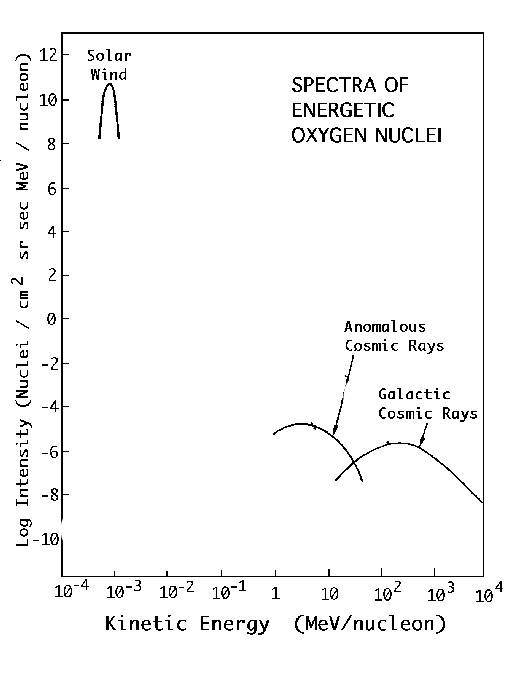 Solar
Wind
SPECTRA OF
ENERGETIC
OXYGEN NUCLEI
Anomalous
Cosmic Rays
Galactic
Cosmic Rays
Log Intensity (Nuclei / cm² sr sec MeV / nucleon)
12
10
8
6
4
2
0
-2
-4
-6
-8
-10
10⁻⁴ 10⁻³ 10⁻² 10⁻¹ 1 10 10² 10³ 10⁴
Kinetic Energy (MeV/nucleon)